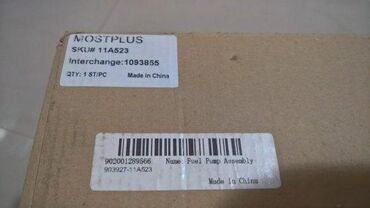 MOSTPLUS
SKU# 11A523
Interchange:1093855
QTY: 1 ST/PC Made in China
902001289566 Name: Fuel Pump Assembly
903927-11A523
Made in China